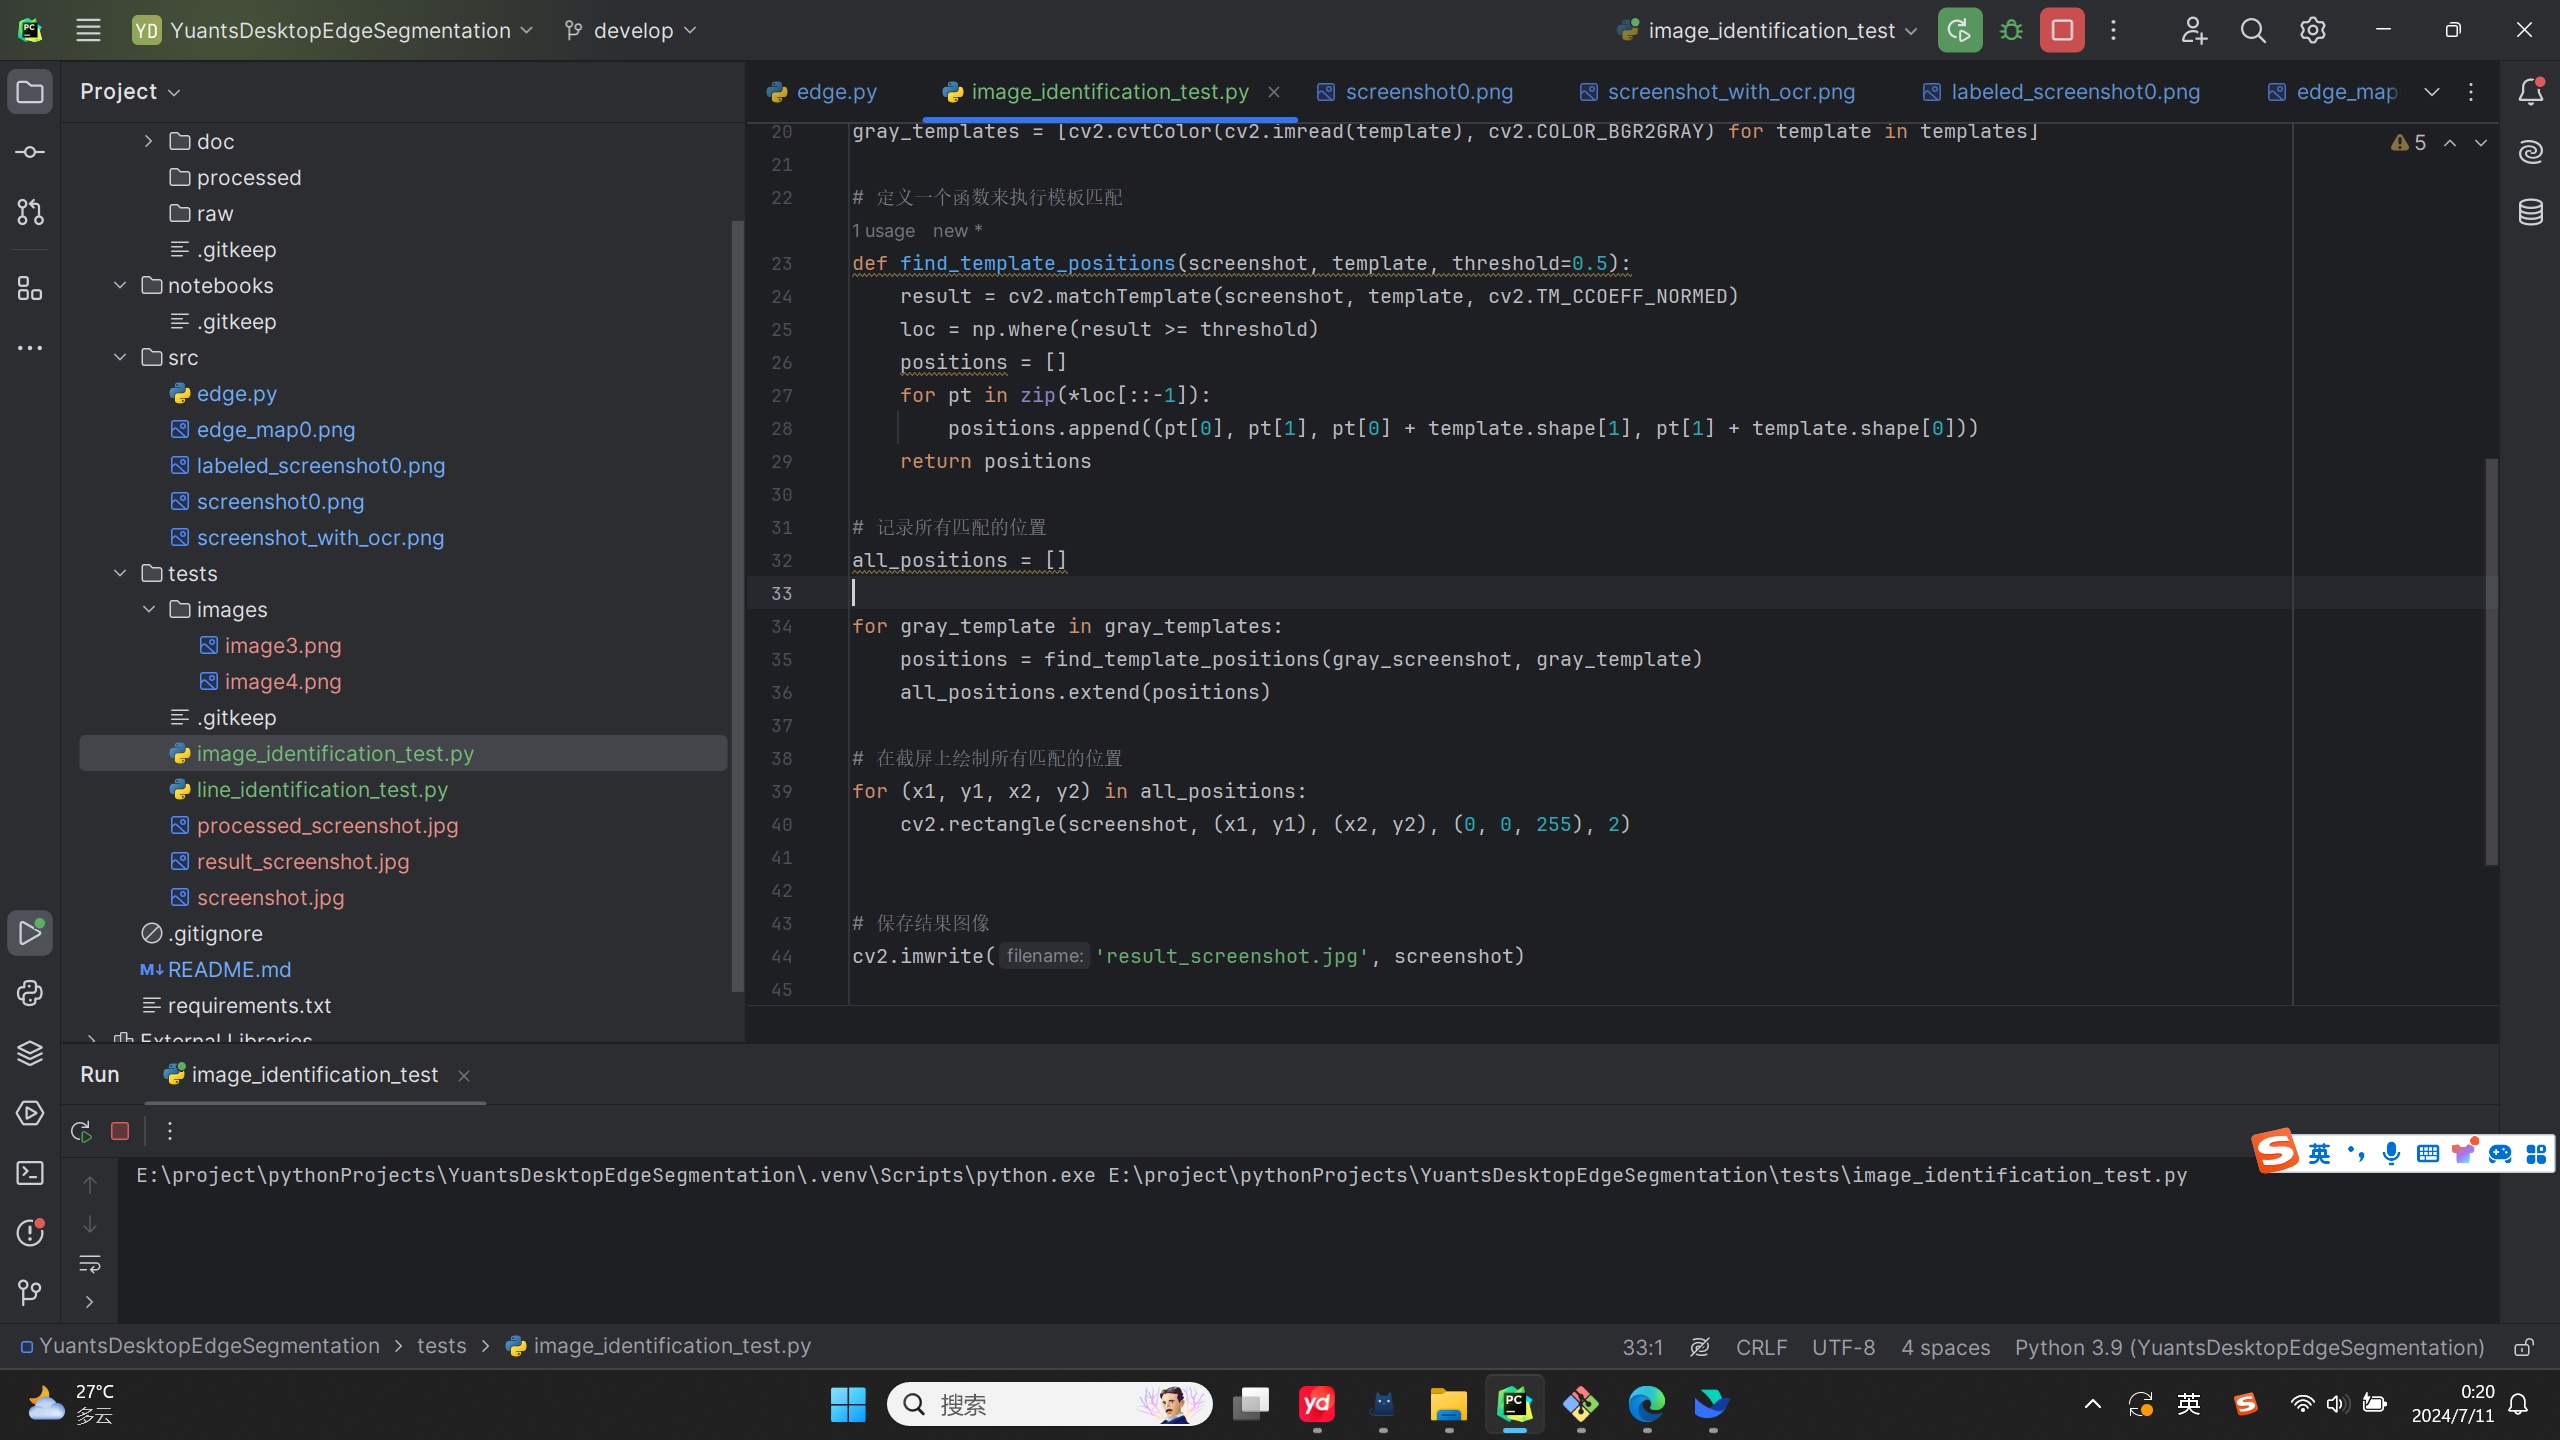 YD YuantsDesktopEdgeSegmentation develop image_identification_test
Project
edge.py image_identification_test.py screenshot0.png screenshot_with_ocr.png labeled_screenshot0.png edge_map
doc
processed
raw
.gitkeep
notebooks
.gitkeep
src
edge.py
edge_map0.png
labeled_screenshot0.png
screenshot0.png
screenshot_with_ocr.png
tests
images
image3.png
image4.png
.gitkeep
image_identification_test.py
line_identification_test.py
processed_screenshot.jpg
result_screenshot.jpg
screenshot.jpg
.gitignore
README.md
requirements.txt
External Libraries
5
20 gray_templates = [cv2.cvtColor(cv2.imread(template), cv2.COLOR_BGR2GRAY) for template in templates]
21
22 # 定义一个函数来执行模板匹配
1 usage new *
23 def find_template_positions(screenshot, template, threshold=0.5):
24 result = cv2.matchTemplate(screenshot, template, cv2.TM_CCOEFF_NORMED)
25 loc = np.where(result >= threshold)
26 positions = []
27 for pt in zip(*loc[::-1]):
28 positions.append((pt[0], pt[1], pt[0] + template.shape[1], pt[1] + template.shape[0]))
29 return positions
30
31 # 记录所有匹配的位置
32 all_positions = []
33
34 for gray_template in gray_templates:
35 positions = find_template_positions(gray_screenshot, gray_template)
36 all_positions.extend(positions)
37
38 # 在截屏上绘制所有匹配的位置
39 for (x1, y1, x2, y2) in all_positions:
40 cv2.rectangle(screenshot, (x1, y1), (x2, y2), (0, 0, 255), 2)
41
42
43 # 保存结果图像
44 cv2.imwrite( filename: 'result_screenshot.jpg', screenshot)
45
Run image_identification_test
E:\project\pythonProjects\YuantsDesktopEdgeSegmentation\.venv\Scripts\python.exe E:\project\pythonProjects\YuantsDesktopEdgeSegmentation\tests\image_identification_test.py
英
YuantsDesktopEdgeSegmentation > tests > image_identification_test.py 33:1 CRLF UTF-8 4 spaces Python 3.9 (YuantsDesktopEdgeSegmentation)
27°C
多云
搜索
yd
PC
英
0:20
2024/7/11